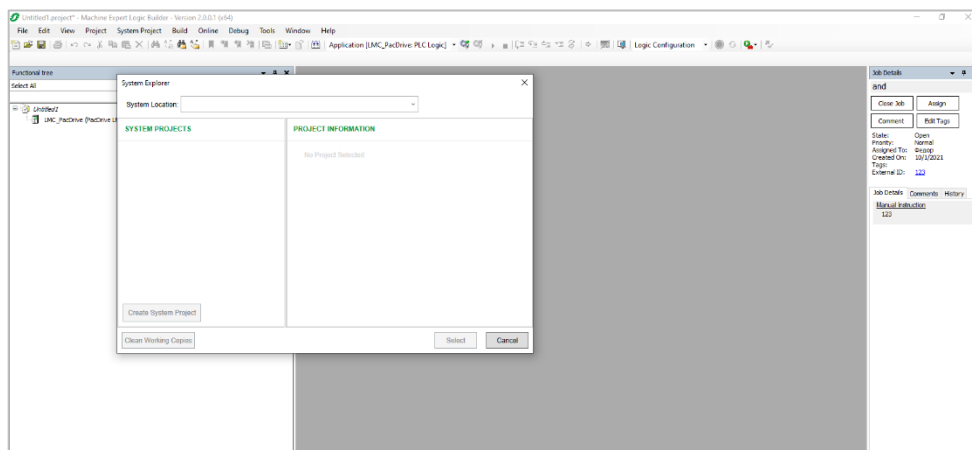 Untitled1.project* - Machine Expert Logic Builder - Version 2.0.0.1 (x64)
File Edit View Project System Project Build Online Debug Tools Window Help
Application [LMC_PacDrive: PLC Logic]
Logic Configuration
Functional tree
Select All
Untitled1
LMC_PacDrive (PacDrive
System Explorer
System Location:
SYSTEM PROJECTS
PROJECT INFORMATION
No Project Selected
Create System Project
Clean Working Copies
Select
Cancel
Job Details
and
Close Job
Assign
Comment
Edit Tags
State: Open
Priority: Normal
Assigned To: Федор
Created On: 10/1/2021
Tags:
External ID: 123
Job Details Comments History
Manual Instruction
123